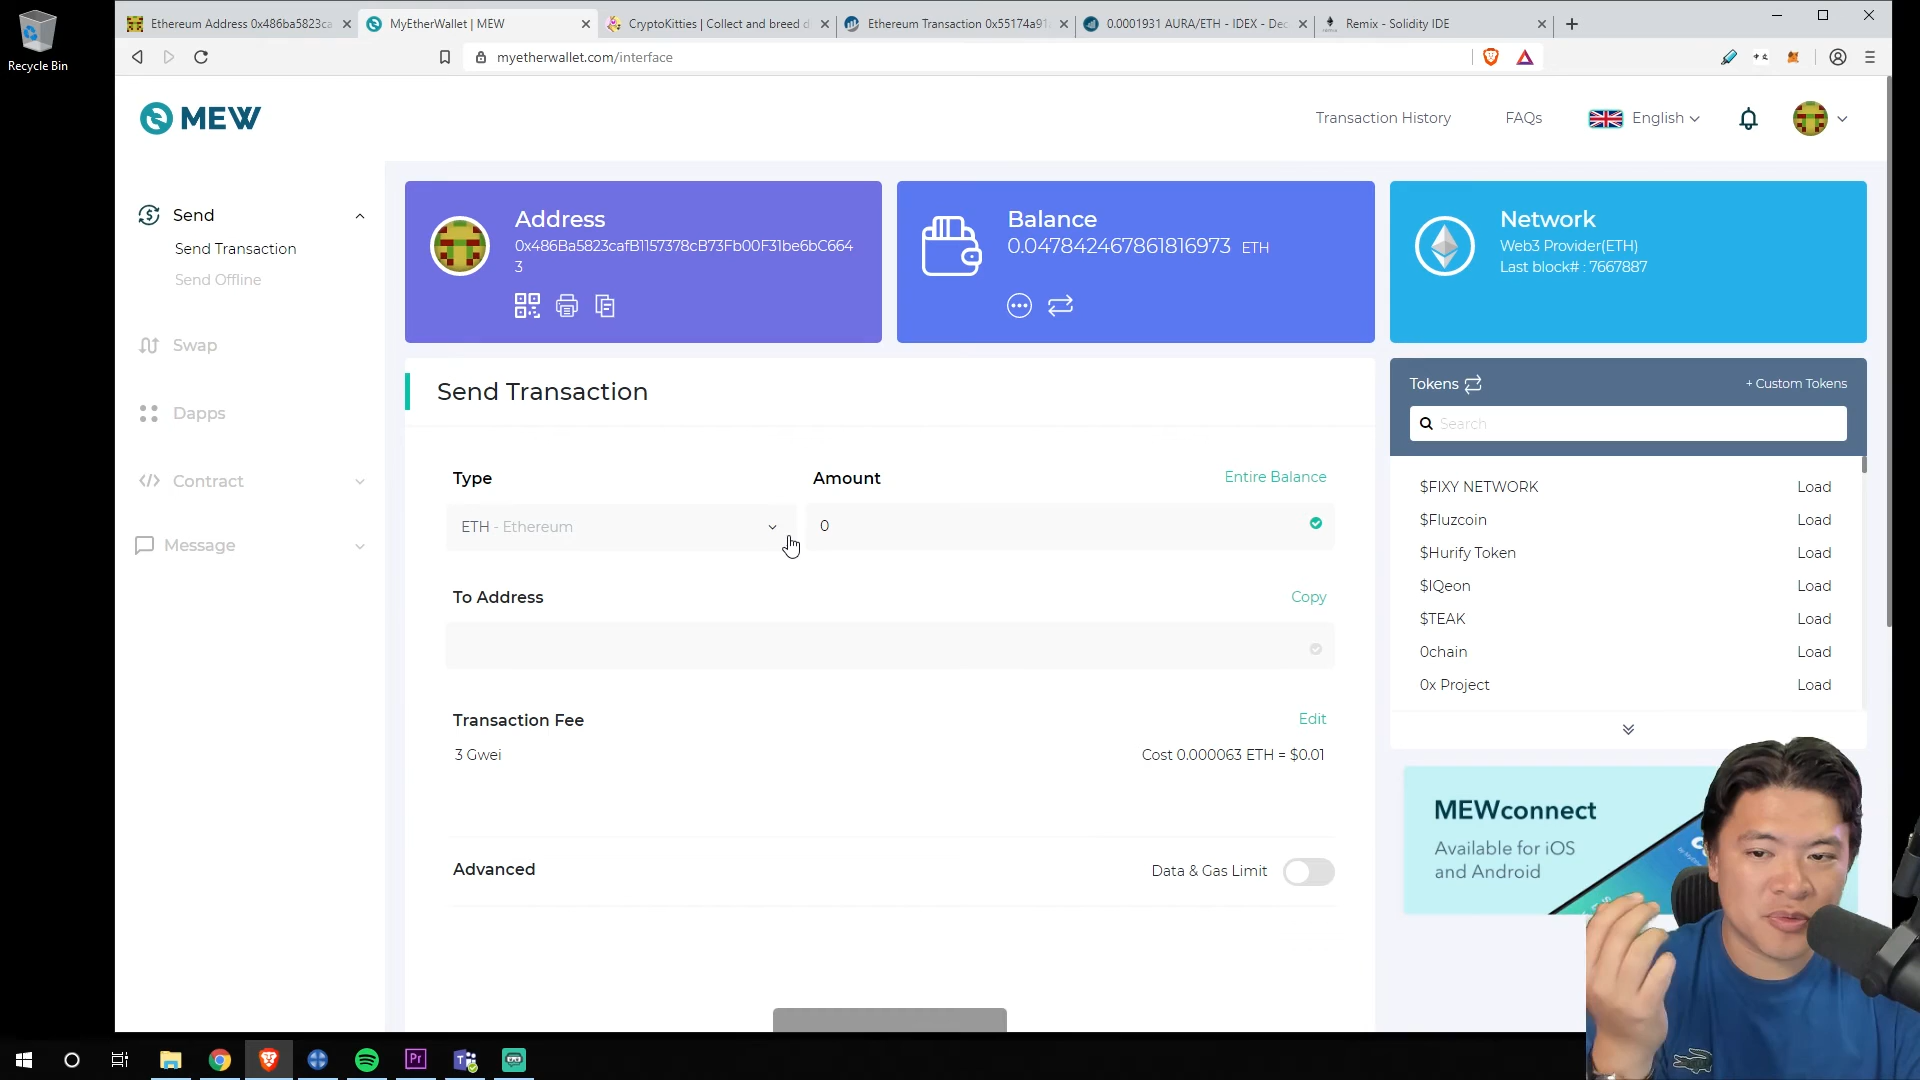 Recycle Bin
Ethereum Address 0x486ba5823ca
MyEtherWallet | MEW
CryptoKitties | Collect and breed d
Ethereum Transaction 0x55174a91
0.0001931 AURA/ETH - IDEX - Dec
Remix - Solidity IDE
myetherwallet.com/interface
MEW
Transaction History
FAQs
English
Send
Send Transaction
Send Offline
Swap
Dapps
Contract
Message
Address
0x486Ba5823cafB1157378cB73Fb00F31be6bC664
3
Balance
0.047842467861816973 ETH
Network
Web3 Provider(ETH)
Last block# : 7667887
Send Transaction
Type
Amount
Entire Balance
ETH - Ethereum
0
To Address
Copy
Transaction Fee
Edit
3 Gwei
Cost 0.000063 ETH = $0.01
Advanced
Data & Gas Limit
Tokens
+ Custom Tokens
Search
$FIXY NETWORK Load
$Fluzcoin Load
$Hurify Token Load
$IQeon Load
$TEAK Load
0chain Load
0x Project Load
MEWconnect
Available for iOS
and Android
Pr